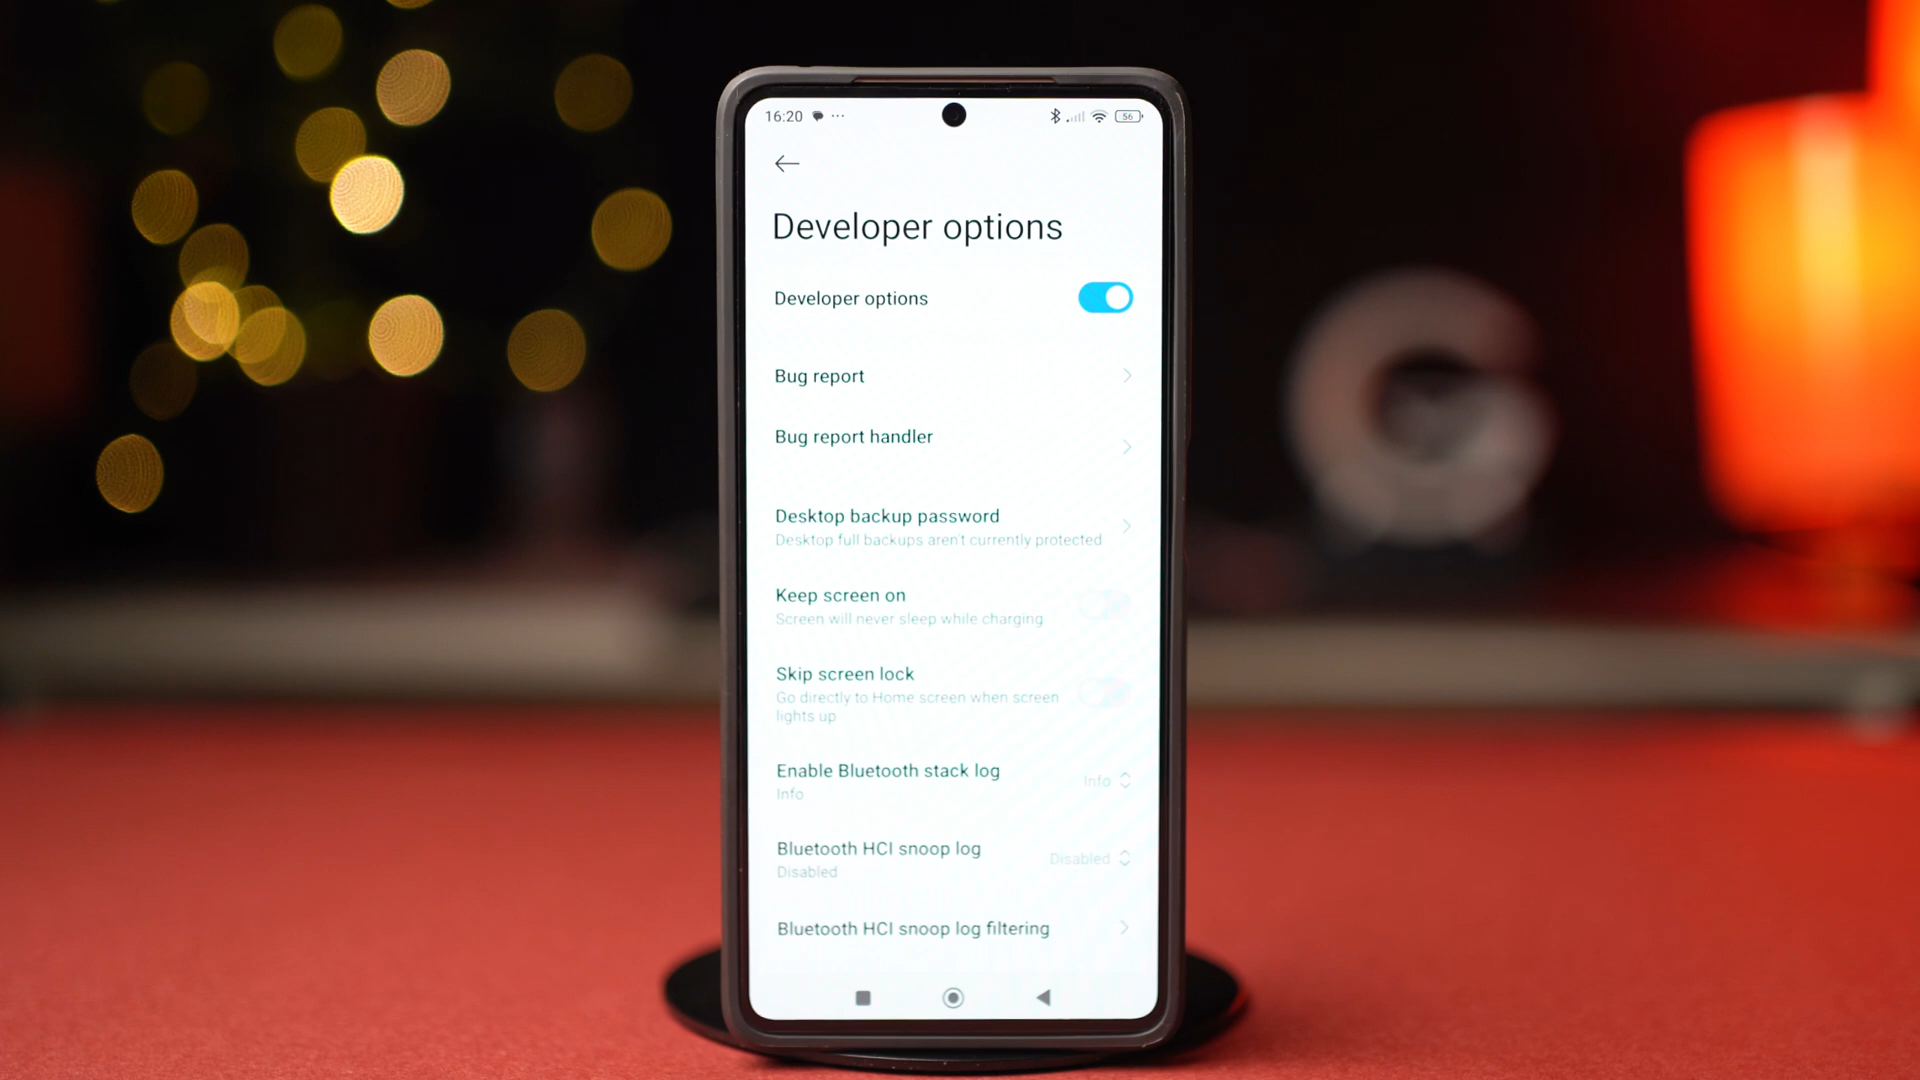 16:20 ... 56
Developer options
Developer options
Bug report
Bug report handler
Desktop backup password
Desktop full backups aren't currently protected
Keep screen on
Screen will never sleep while charging
Skip screen lock
Go directly to Home screen when screen
lights up
Enable Bluetooth stack log
Info
Info
Bluetooth HCI snoop log
Disabled
Disabled
Bluetooth HCI snoop log filtering